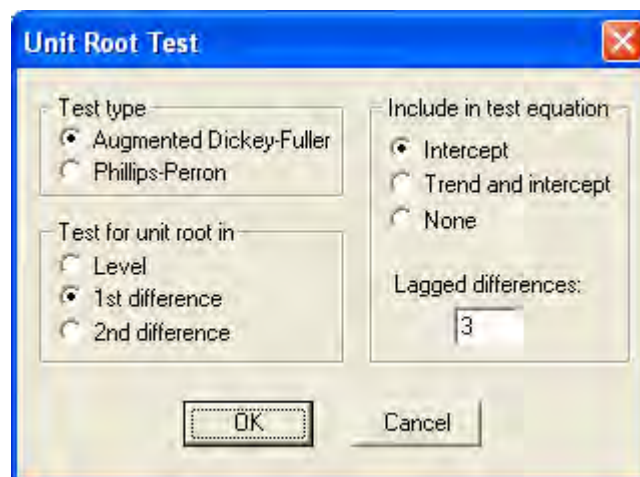 Unit Root Test
Test type
Augmented Dickey-Fuller
Phillips-Perron
Test for unit root in
Level
1st difference
2nd difference
Include in test equation
Intercept
Trend and intercept
None
Lagged differences:
3
OK
Cancel